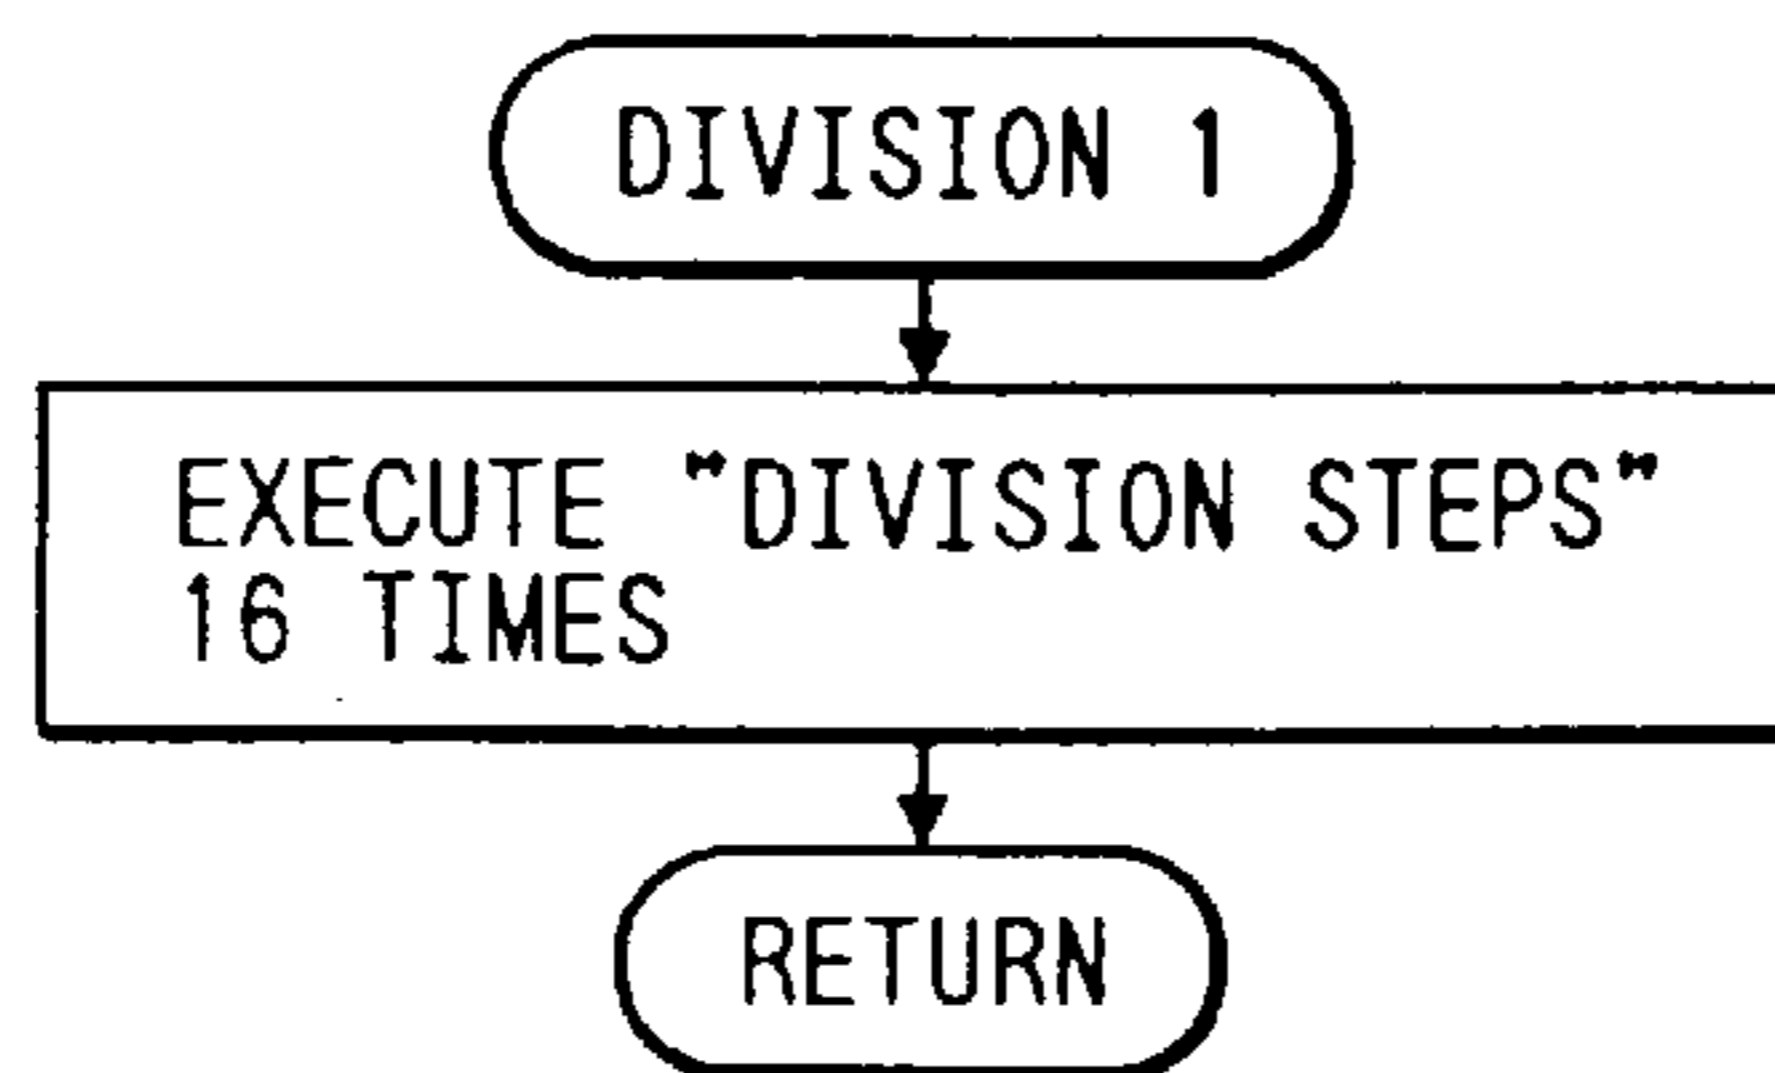 DIVISION 1
EXECUTE "DIVISION STEPS"
16 TIMES
RETURN